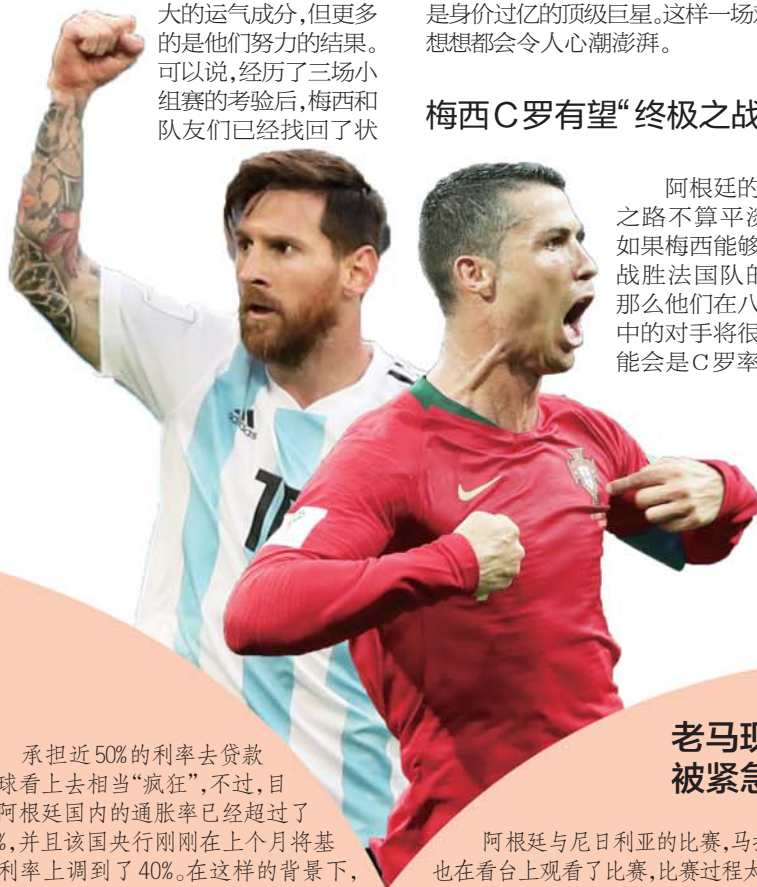 大的运气成分,但更多
的是他们努力的结果。
可以说,经历了三场小
组赛的考验后,梅西和
队友们已经找回了状
是身价过亿的顶级巨星。这样一场
想想都会令人心潮澎湃。
梅西C罗有望“终极之战
阿根廷的
之路不算平
如果梅西能够
战胜法国队的
那么他们在八
中的对手将很
能会是C罗率
adidas
10
承担近50%的利率去贷款
球看上去相当“疯狂”,不过,目
阿根廷国内的通胀率已经超过了
%,并且该国央行刚刚在上个月将基
利率上调到了40%。在这样的背景下,
老马现
被紧急
阿根廷与尼日利亚的比赛,马
也在看台上观看了比赛,比赛过程太